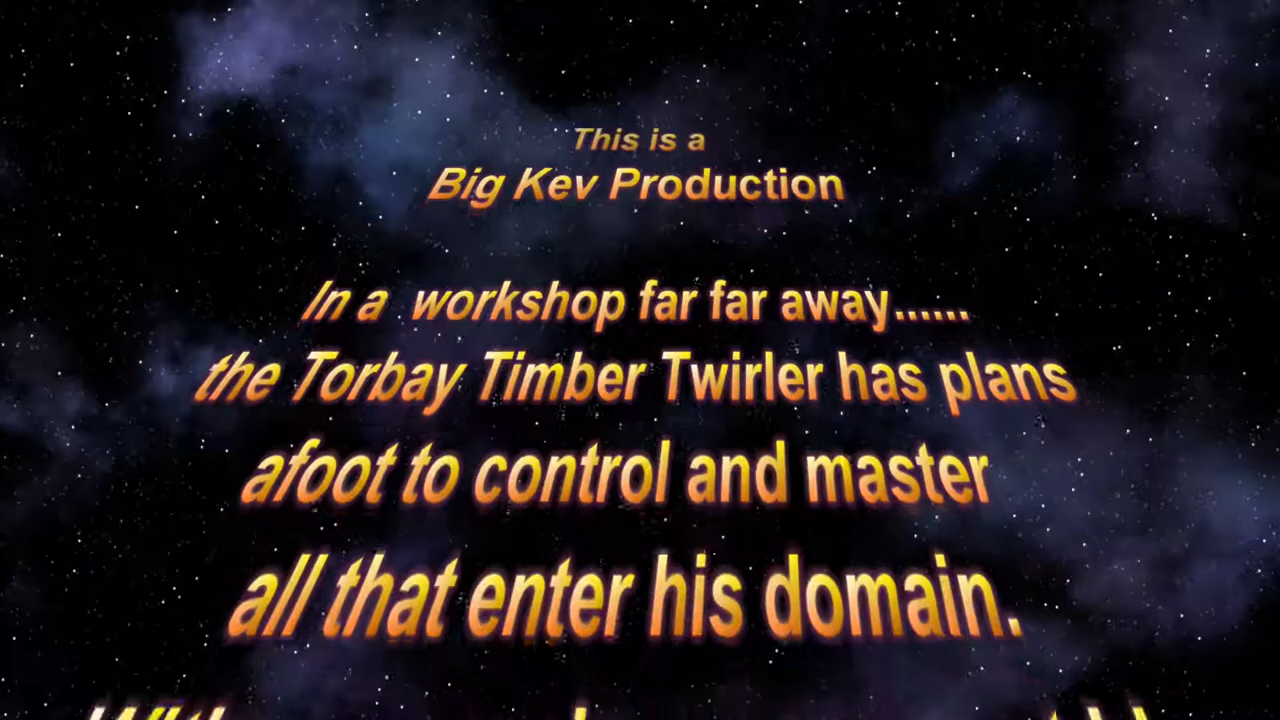 This is a
Big Kev Production
In a workshop far far away......
the Torbay Timber Twirler has plans
afoot to control and master
all that enter his domain.